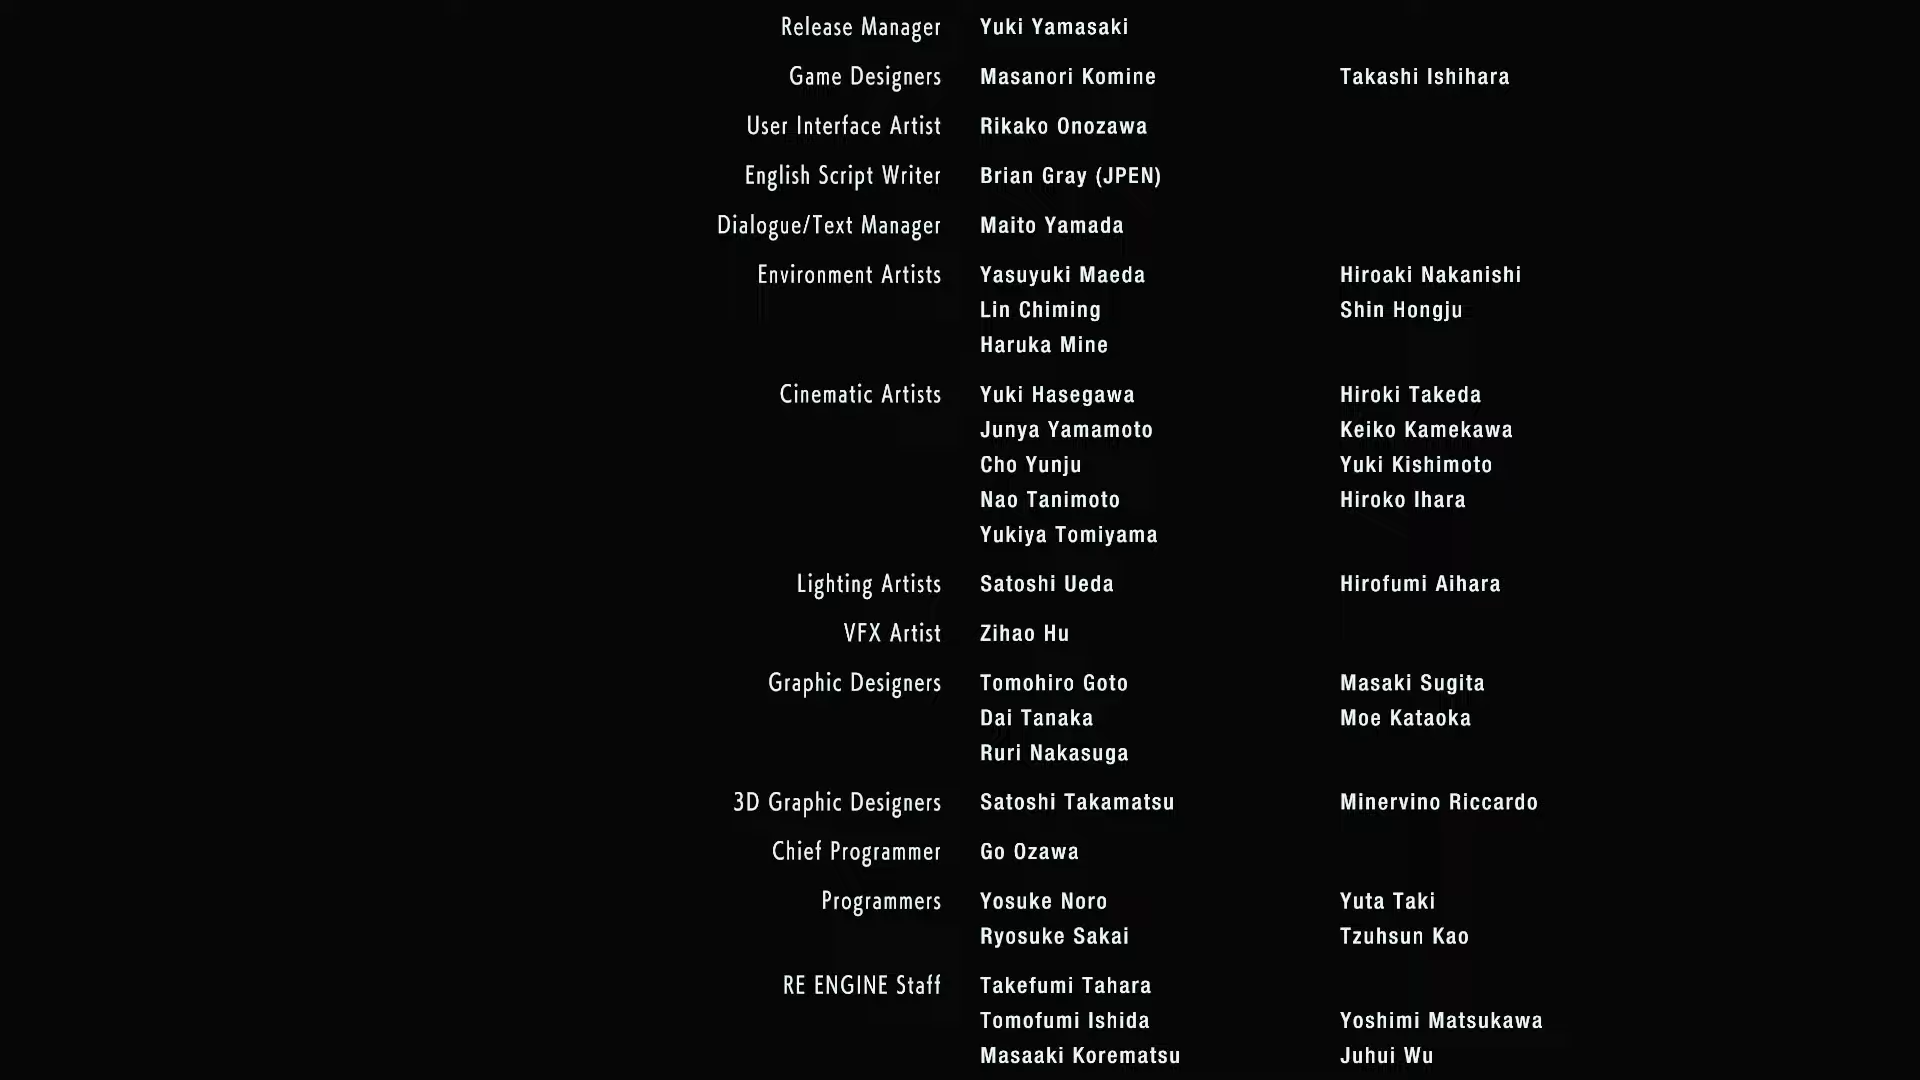 Release Manager Yuki Yamasaki
Game Designers Masanori Komine Takashi Ishihara
User Interface Artist Rikako Onozawa
English Script Writer Brian Gray (JPEN)
Dialogue/Text Manager Maito Yamada
Environment Artists Yasuyuki Maeda Hiroaki Nakanishi
Lin Chiming Shin Hongju
Haruka Mine
Cinematic Artists Yuki Hasegawa Hiroki Takeda
Junya Yamamoto Keiko Kamekawa
Cho Yunju Yuki Kishimoto
Nao Tanimoto Hiroko Ihara
Yukiya Tomiyama
Lighting Artists Satoshi Ueda Hirofumi Aihara
VFX Artist Zihao Hu
Graphic Designers Tomohiro Goto Masaki Sugita
Dai Tanaka Moe Kataoka
Ruri Nakasuga
3D Graphic Designers Satoshi Takamatsu Minervino Riccardo
Chief Programmer Go Ozawa
Programmers Yosuke Noro Yuta Taki
Ryosuke Sakai Tzuhsun Kao
RE ENGINE Staff Takefumi Tahara
Tomofumi Ishida Yoshimi Matsukawa
Masaaki Korematsu Juhui Wu